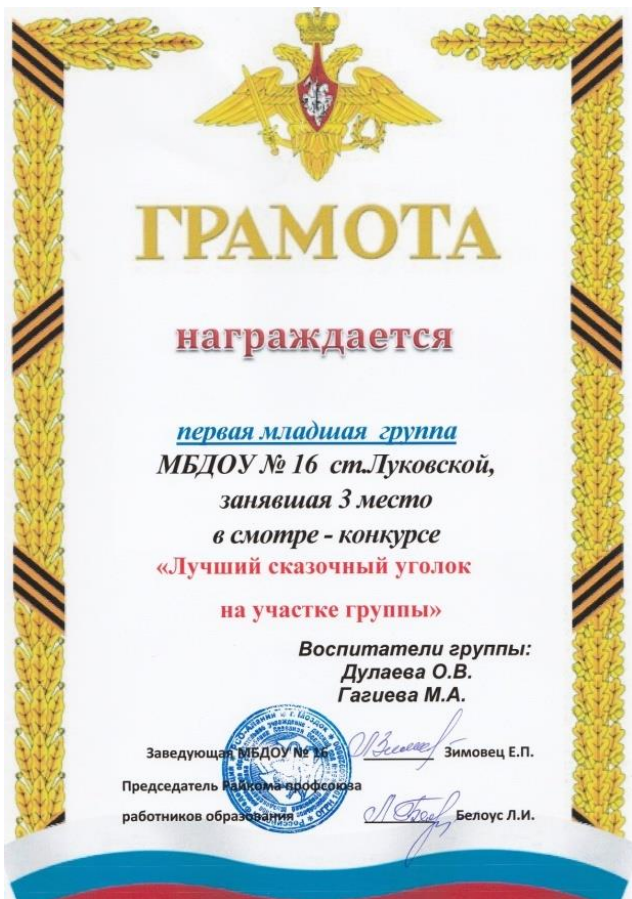 ГРАМОТА
награждается
первая младшая группа
МБДОУ № 16 ст.Луковской,
занявшая 3 место
в смотре - конкурсе
«Лучший сказочный уголок
на участке группы»
Воспитатели группы:
Дулаева О.В.
Гагиева М.А.
Заведующая МБДОУ № 16 Зимовец Е.П.
Председатель Райкома профсоюза
работников образования Белоус Л.И.